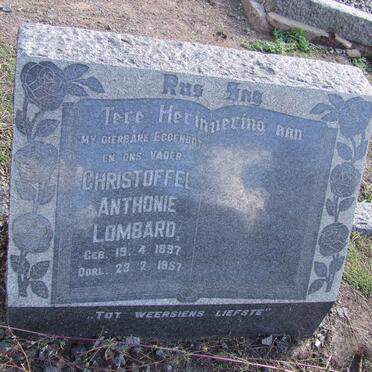 Rus Sag
Tere Herinnering aan
My dierbare Eggenoot
en ons vader
Christoffel
Anthonie
Lombard,
Geb. 19.4.1897
Oorl. 23.2.1957
„Tot weersiens liefste"